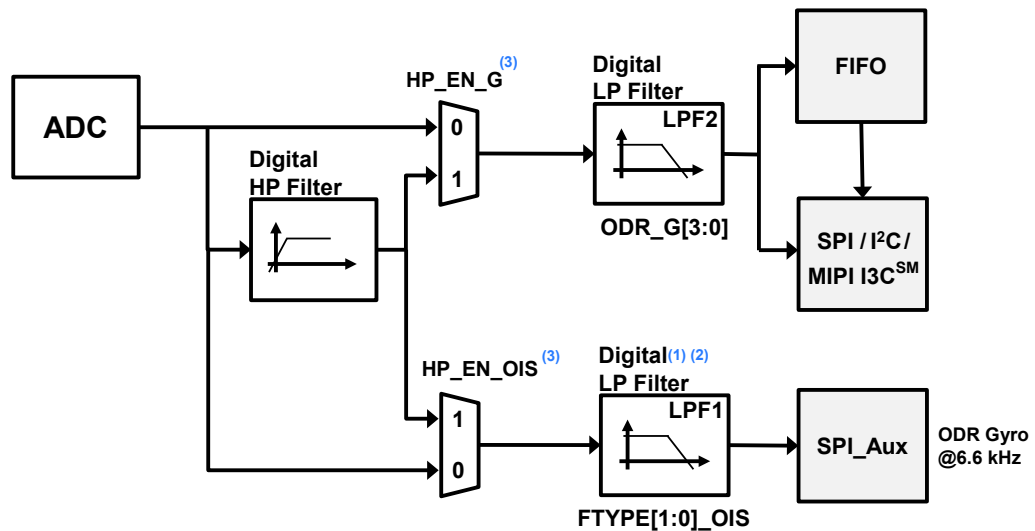 ADC
HP_EN_G(3)
0
1
Digital
HP Filter
Digital
LP Filter
LPF2
ODR_G[3:0]
FIFO
SPI / I²C/
MIPI I3C℠
HP_EN_OIS(3)
1
0
Digital(1) (2)
LP Filter
LPF1
FTYPE[1:0]_OIS
SPI_Aux
ODR Gyro
@6.6 kHz